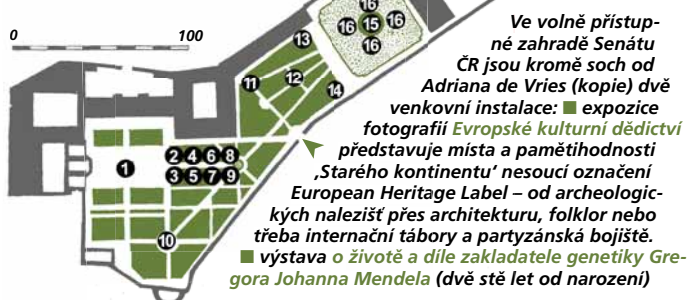 0 100
16
16 15 16
16
13
11 12
14
2 4 6 8
1
3 5 7 9
10
Ve volně přístup-
né zahradě Senátu
ČR jsou kromě soch od
Adriana de Vries (kopie) dvě
venkovní instalace: ■ expozice
fotografií Evropské kulturní dědictví
představuje místa a pamětihodnosti
‚Starého kontinentu‘ nesoucí označení
European Heritage Label – od archeologic-
kých nalezišť přes architekturu, folklor nebo
třeba internační tábory a partyzánská bojiště.
■ výstava o životě a díle zakladatele genetiky Gre-
gora Johanna Mendela (dvě stě let od narození)